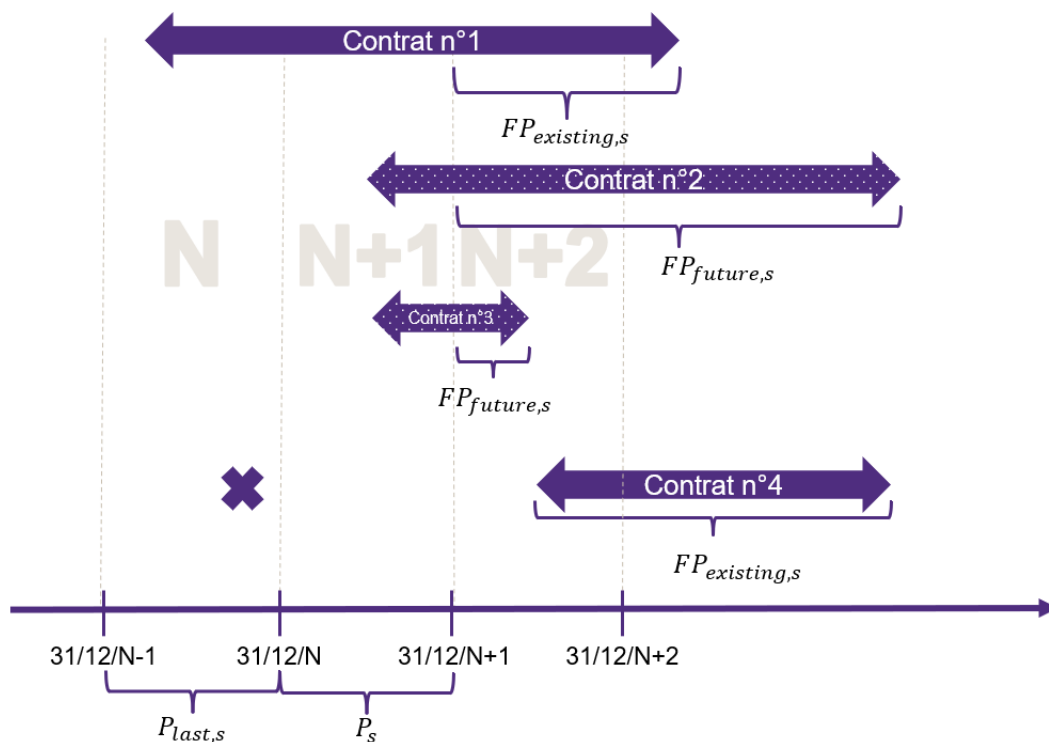 Contrat n°1
FP_existing,s
Contrat n°2
N N+1 N+2
FP_future,s
Contrat n°3
FP_future,s
Contrat n°4
FP_existing,s
31/12/N-1 31/12/N 31/12/N+1 31/12/N+2
P_last,s P_s